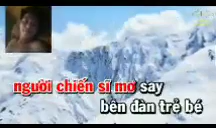 người chiến sĩ mơ say
bên đàn trẻ bé